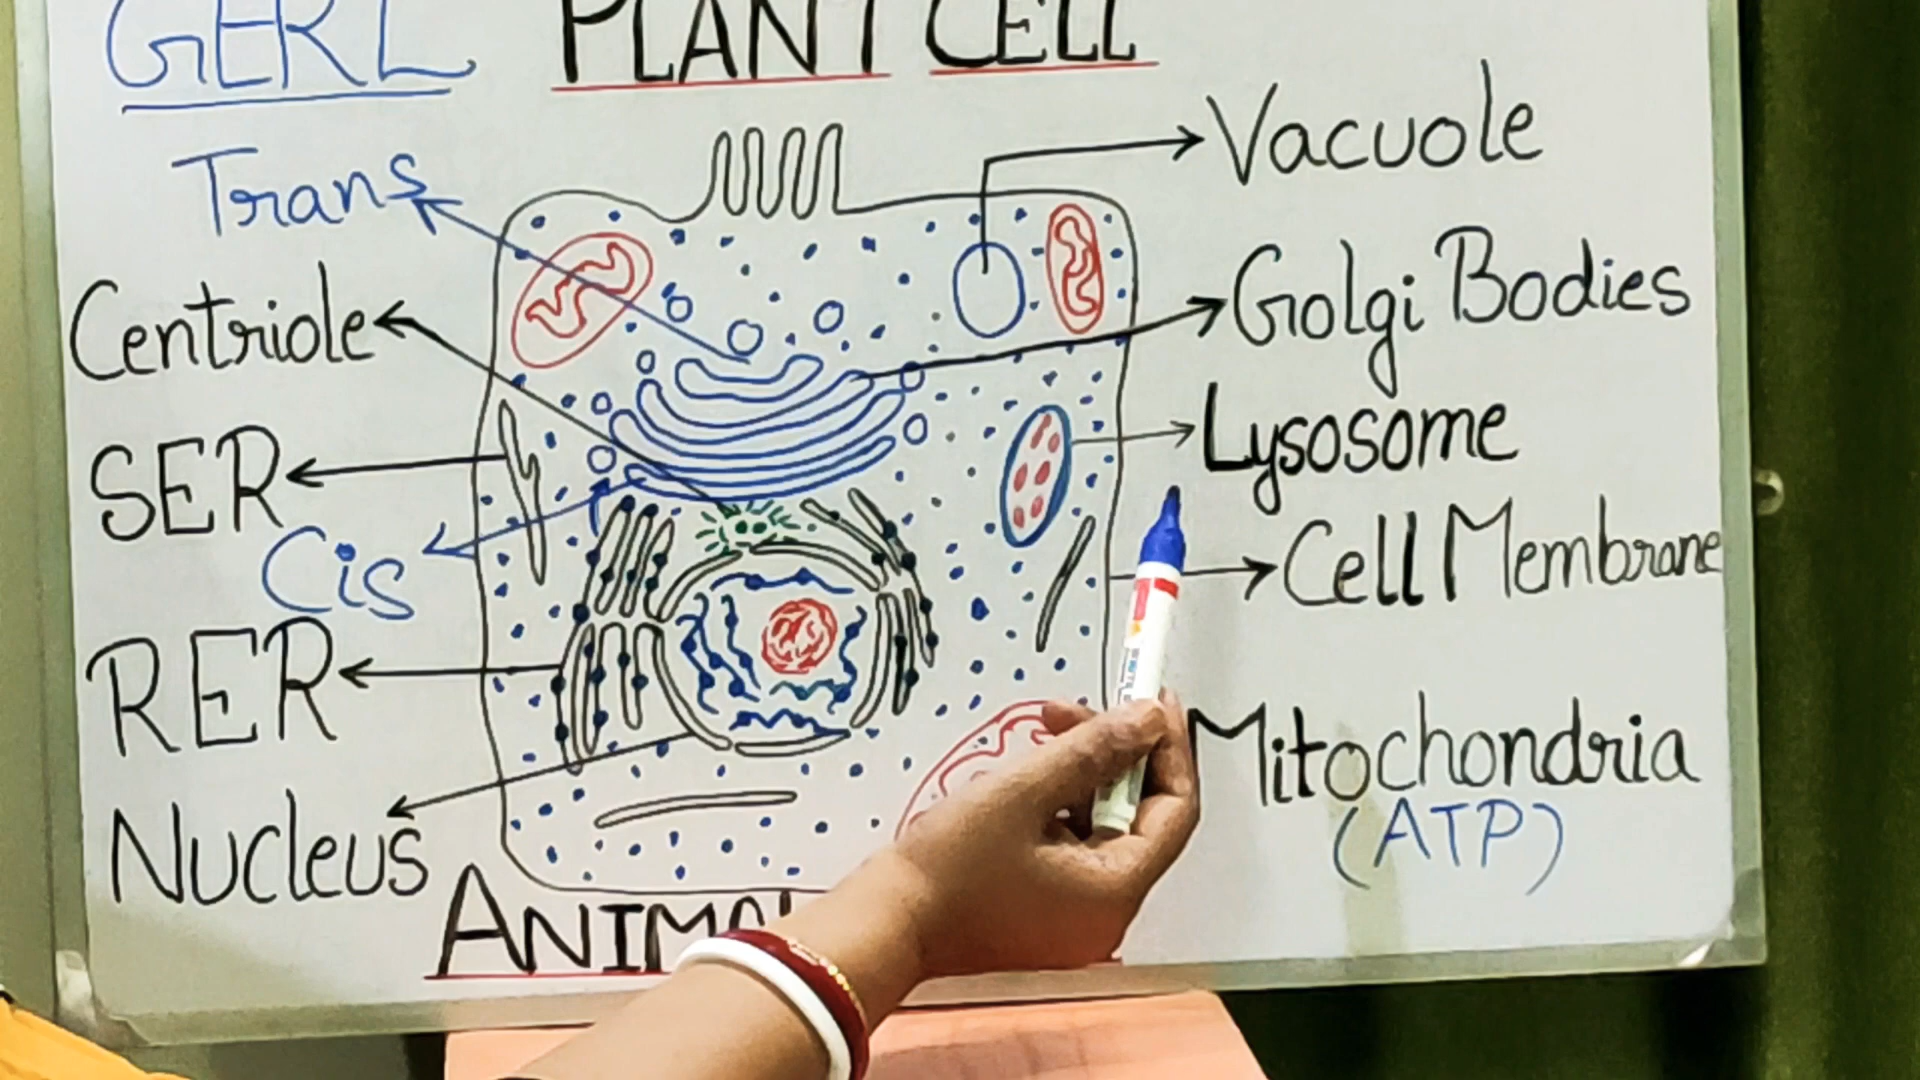 GERL PLANT CELL
Trans
Vacuole
Centriole
Golgi Bodies
SER
Lysosome
Cis
Cell Membrane
RER
Mitochondria
(ATP)
Nucleus